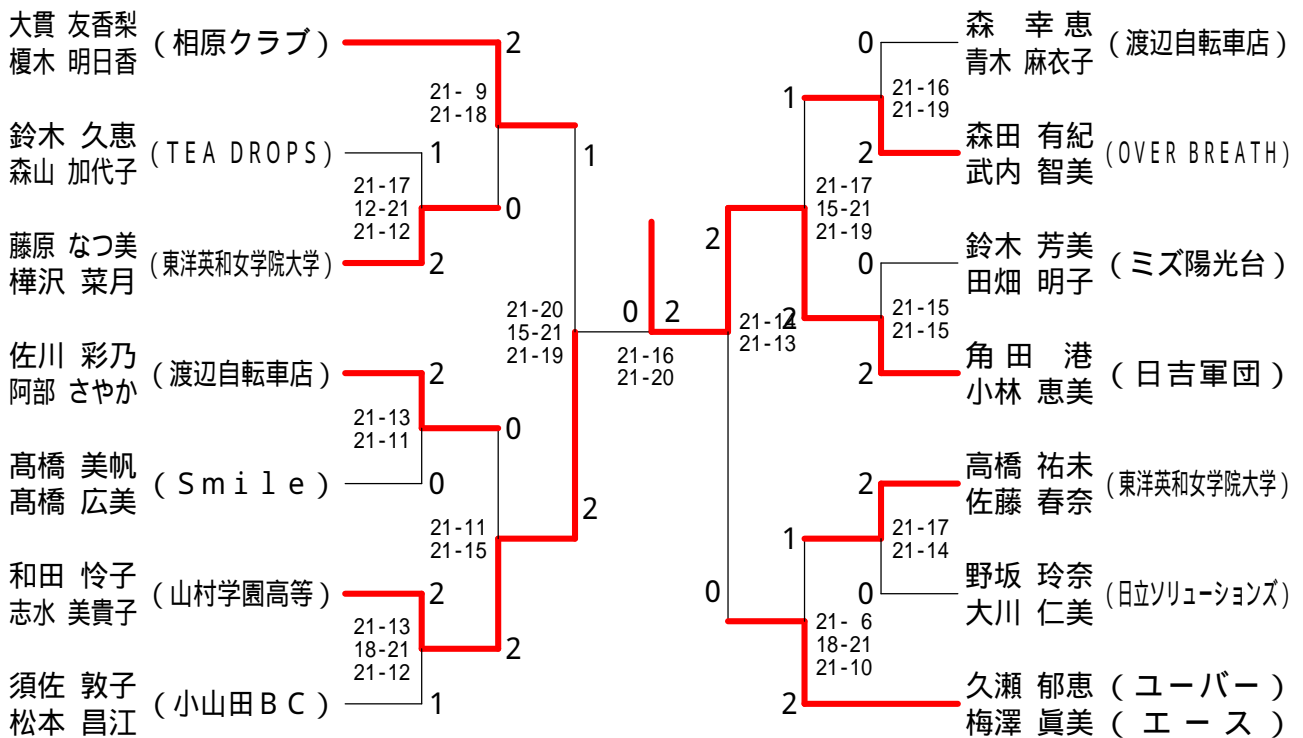 大貫 友香梨
榎木 明日香
(相原クラブ)
2
21- 9
21-18
鈴木 久恵
森山 加代子
(TEA DROPS)
1
1
21-17
12-21
21-12
0
藤原 なつ美
樺沢 菜月
(東洋英和女学院大学)
2
21-20
15-21
21-19
佐川 彩乃
阿部 さやか
(渡辺自転車店)
2
21-13
21-11
0
髙橋 美帆
髙橋 広美
(Smile)
0
2
21-11
21-15
和田 怜子
志水 美貴子
(山村学園高等)
2
21-13
18-21
21-12
2
須佐 敦子
松本 昌江
(小山田BC)
1
0
2
21-16
21-20
森 幸恵
青木 麻衣子
(渡辺自転車店)
0
21-16
21-19
1
森田 有紀
武内 智美
(OVER BREATH)
2
21-17
15-21
21-19
2
鈴木 芳美
田畑 明子
(ミズ陽光台)
0
21-15
21-15
2
21-14
21-13
角田 港
小林 恵美
(日吉軍団)
2
高橋 祐未
佐藤 春奈
(東洋英和女学院大学)
2
21-17
21-14
1
野坂 玲奈
大川 仁美
(日立ソリューションズ)
0
0
21- 6
18-21
21-10
久瀬 郁恵 (ユーバー)
梅澤 眞美 (エース)
2